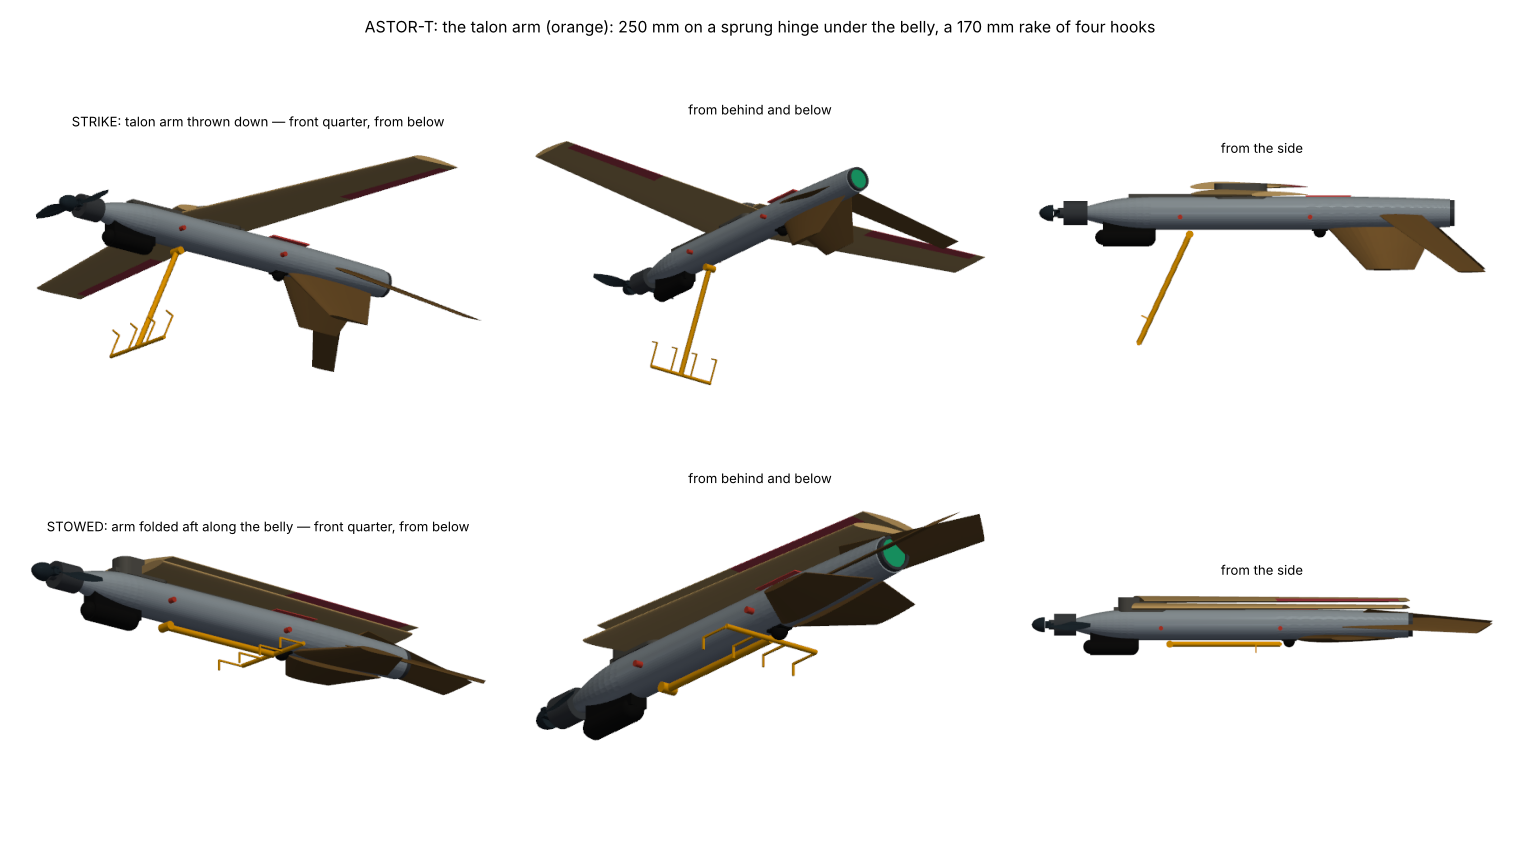 ASTOR-T: the talon arm (orange): 250 mm on a sprung hinge under the belly, a 170 mm rake of four hooks
STRIKE: talon arm thrown down — front quarter, from below
from behind and below
from the side
STOWED: arm folded aft along the belly — front quarter, from below
from behind and below
from the side